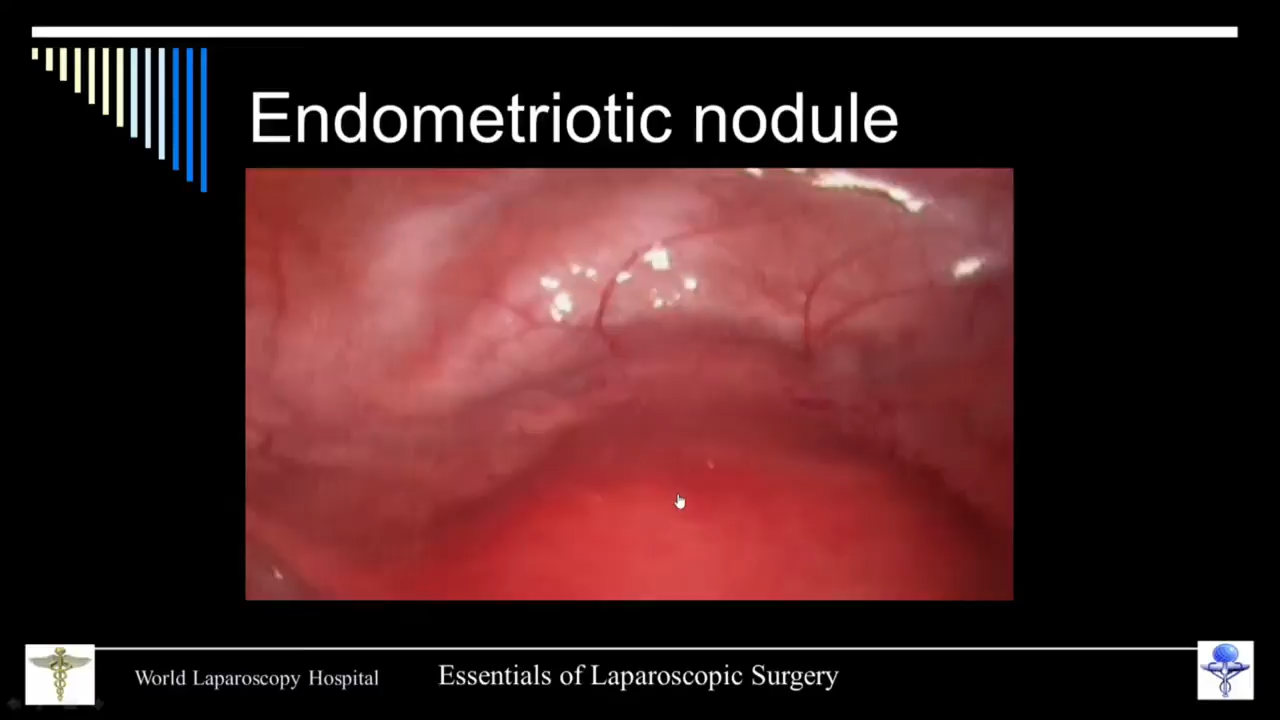 Endometriotic nodule
World Laparoscopy Hospital
Essentials of Laparoscopic Surgery